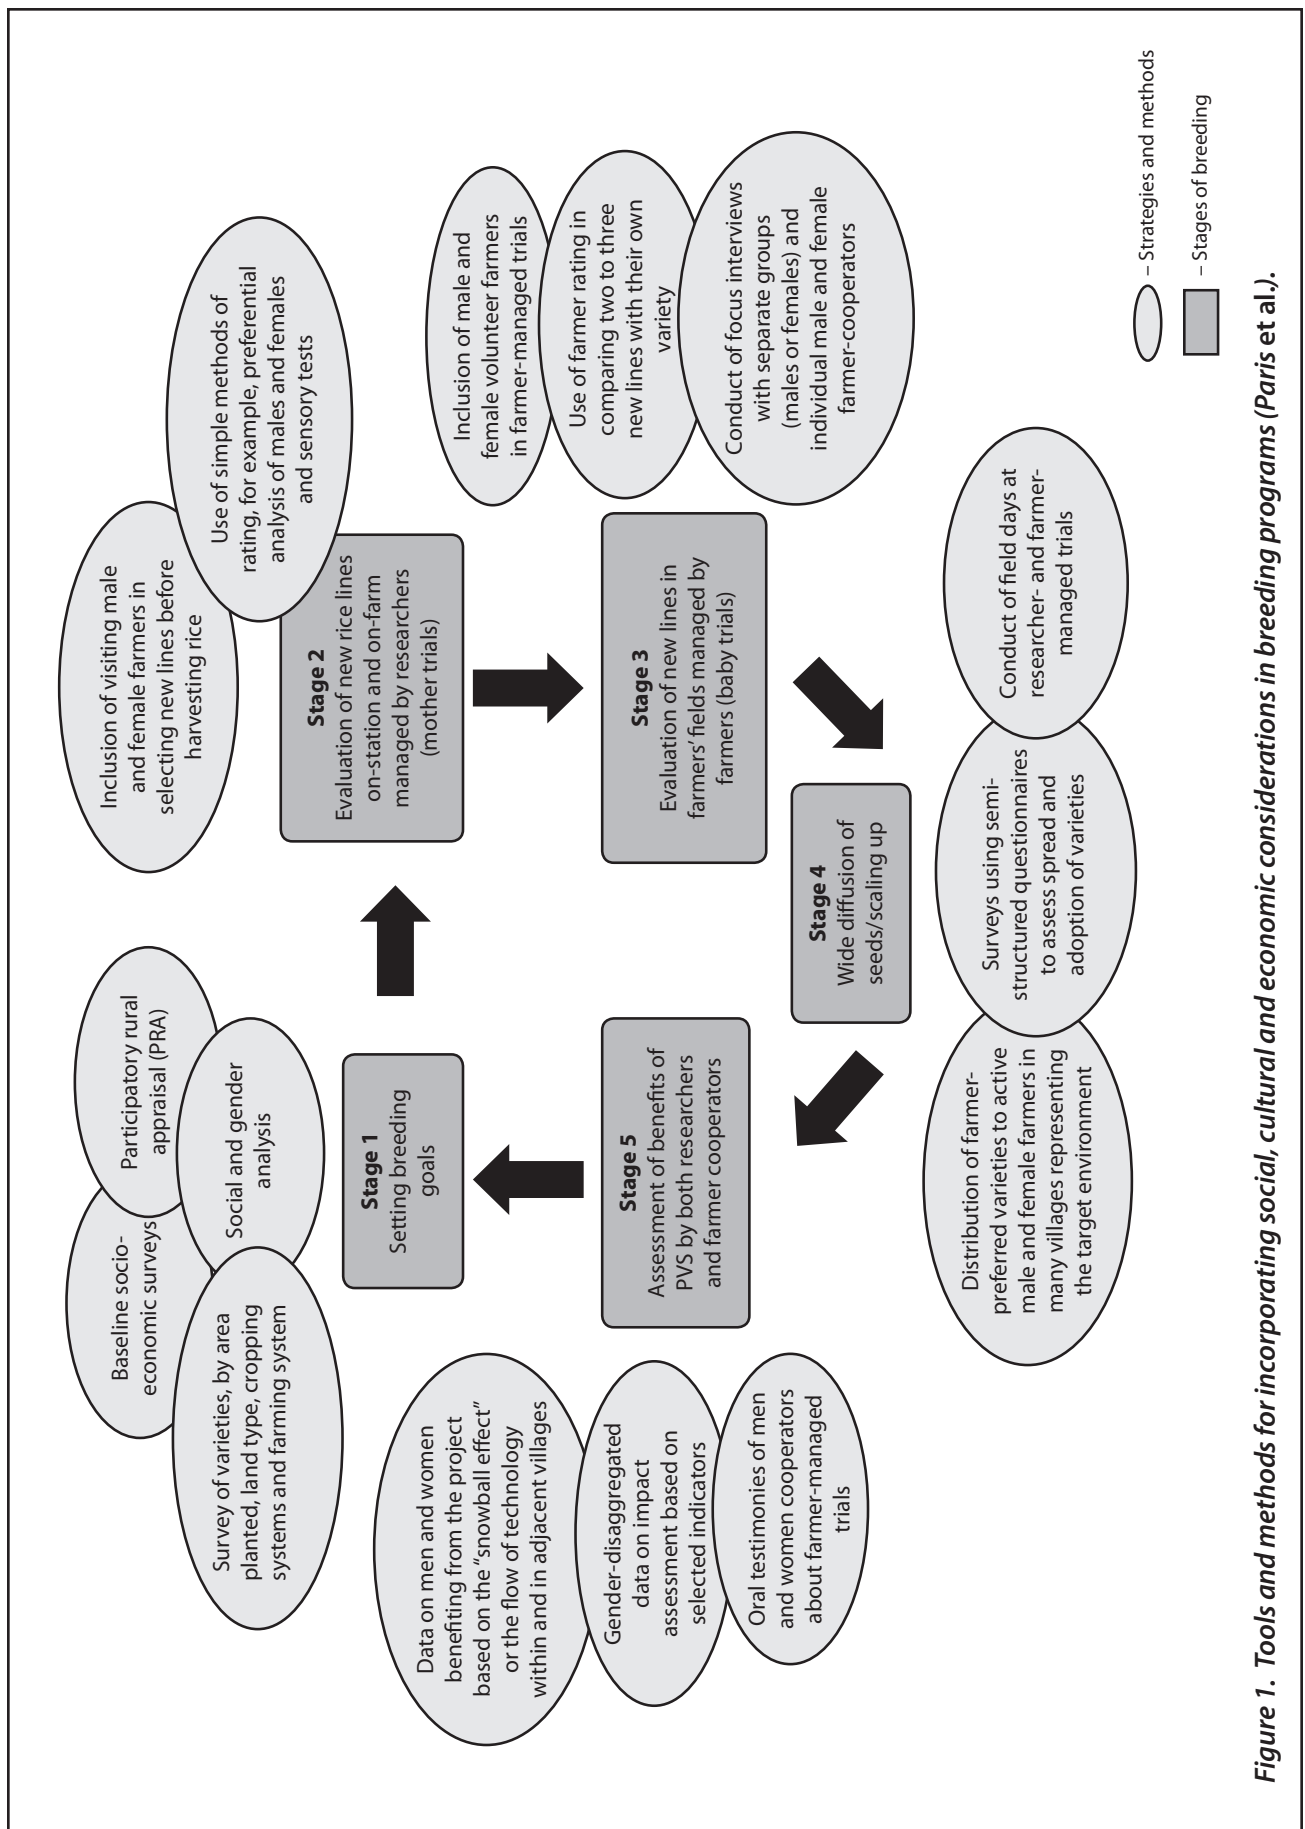 Baseline socio-
economic surveys
Participatory rural
appraisal (PRA)
Survey of varieties, by area
planted, land type, cropping
systems and farming system
Social and gender
analysis
Stage 1
Setting breeding
goals
Inclusion of visiting male
and female farmers in
selecting new lines before
harvesting rice
Use of simple methods of
rating, for example, preferential
analysis of males and females
and sensory tests
Stage 2
Evaluation of new rice lines
on-station and on-farm
managed by researchers
(mother trials)
Inclusion of male and
female volunteer farmers
in farmer-managed trials
Use of farmer rating in
comparing two to three
new lines with their own
variety
Conduct of focus interviews
with separate groups
(males or females) and
individual male and female
farmer-cooperators
Stage 3
Evaluation of new lines in
farmers’ fields managed by
farmers (baby trials)
Stage 4
Wide diffusion of
seeds/scaling up
Distribution of farmer-
preferred varieties to active
male and female farmers in
many villages representing
the target environment
Surveys using semi-
structured questionnaires
to assess spread and
adoption of varieties
Conduct of field days at
researcher- and farmer-
managed trials
Stage 5
Assessment of benefits of
PVS by both researchers
and farmer cooperators
Data on men and women
benefiting from the project
based on the “snowball effect”
or the flow of technology
within and in adjacent villages
Gender-disaggregated
data on impact
assessment based on
selected indicators
Oral testimonies of men
and women cooperators
about farmer-managed
trials
– Strategies and methods
– Stages of breeding
Figure 1. Tools and methods for incorporating social, cultural and economic considerations in breeding programs (Paris et al.).